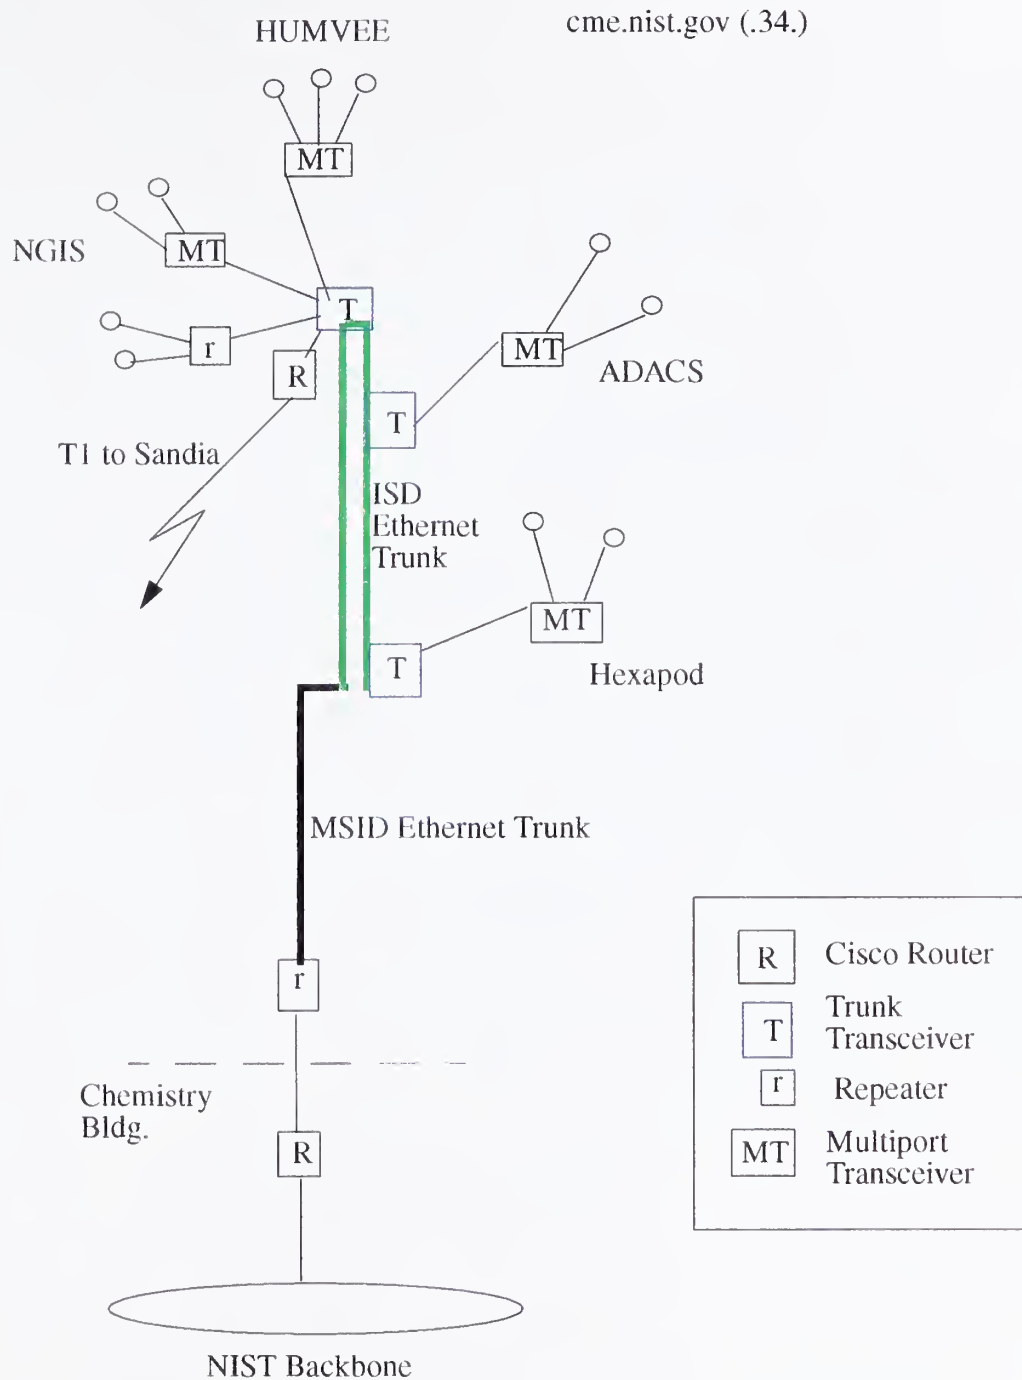 HUMVEE
cme.nist.gov (.34.)
MT
NGIS
MT
T
r
R
MT
ADACS
T
T1 to Sandia
ISD
Ethernet
Trunk
MT
T
Hexapod
MSID Ethernet Trunk
r
Chemistry
Bldg.
R
NIST Backbone
R
Cisco Router
T
Trunk
Transceiver
r
Repeater
MT
Multiport
Transceiver